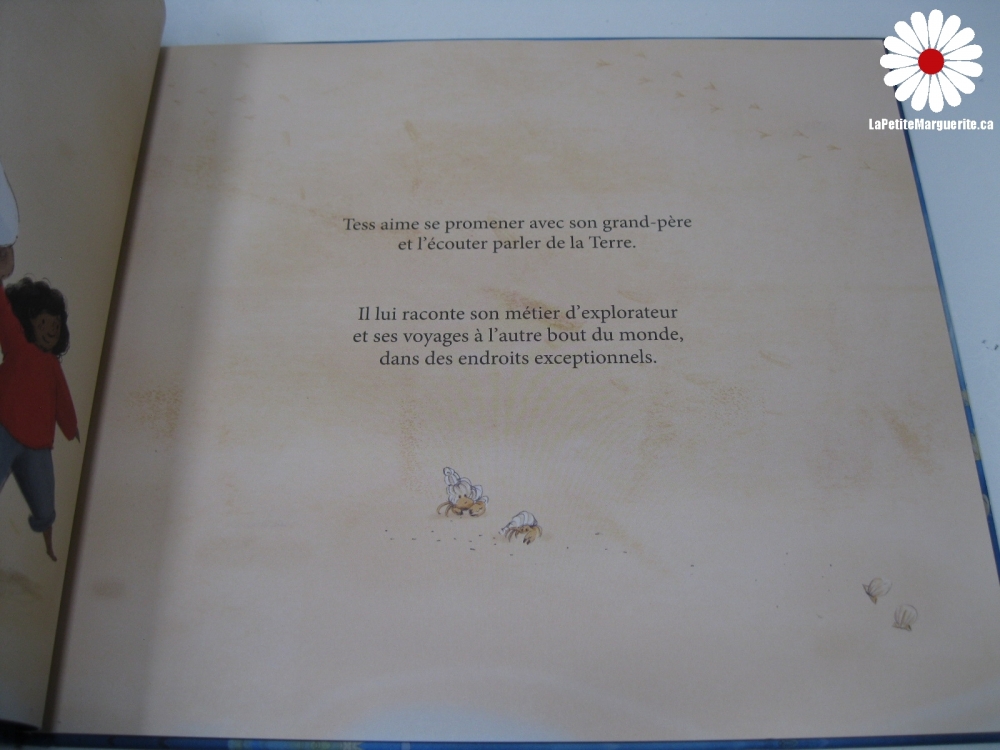 LaPetiteMarguerite.ca
Tess aime se promener avec son grand-père
et l'écouter parler de la Terre.
Il lui raconte son métier d'explorateur
et ses voyages à l'autre bout du monde,
dans des endroits exceptionnels.